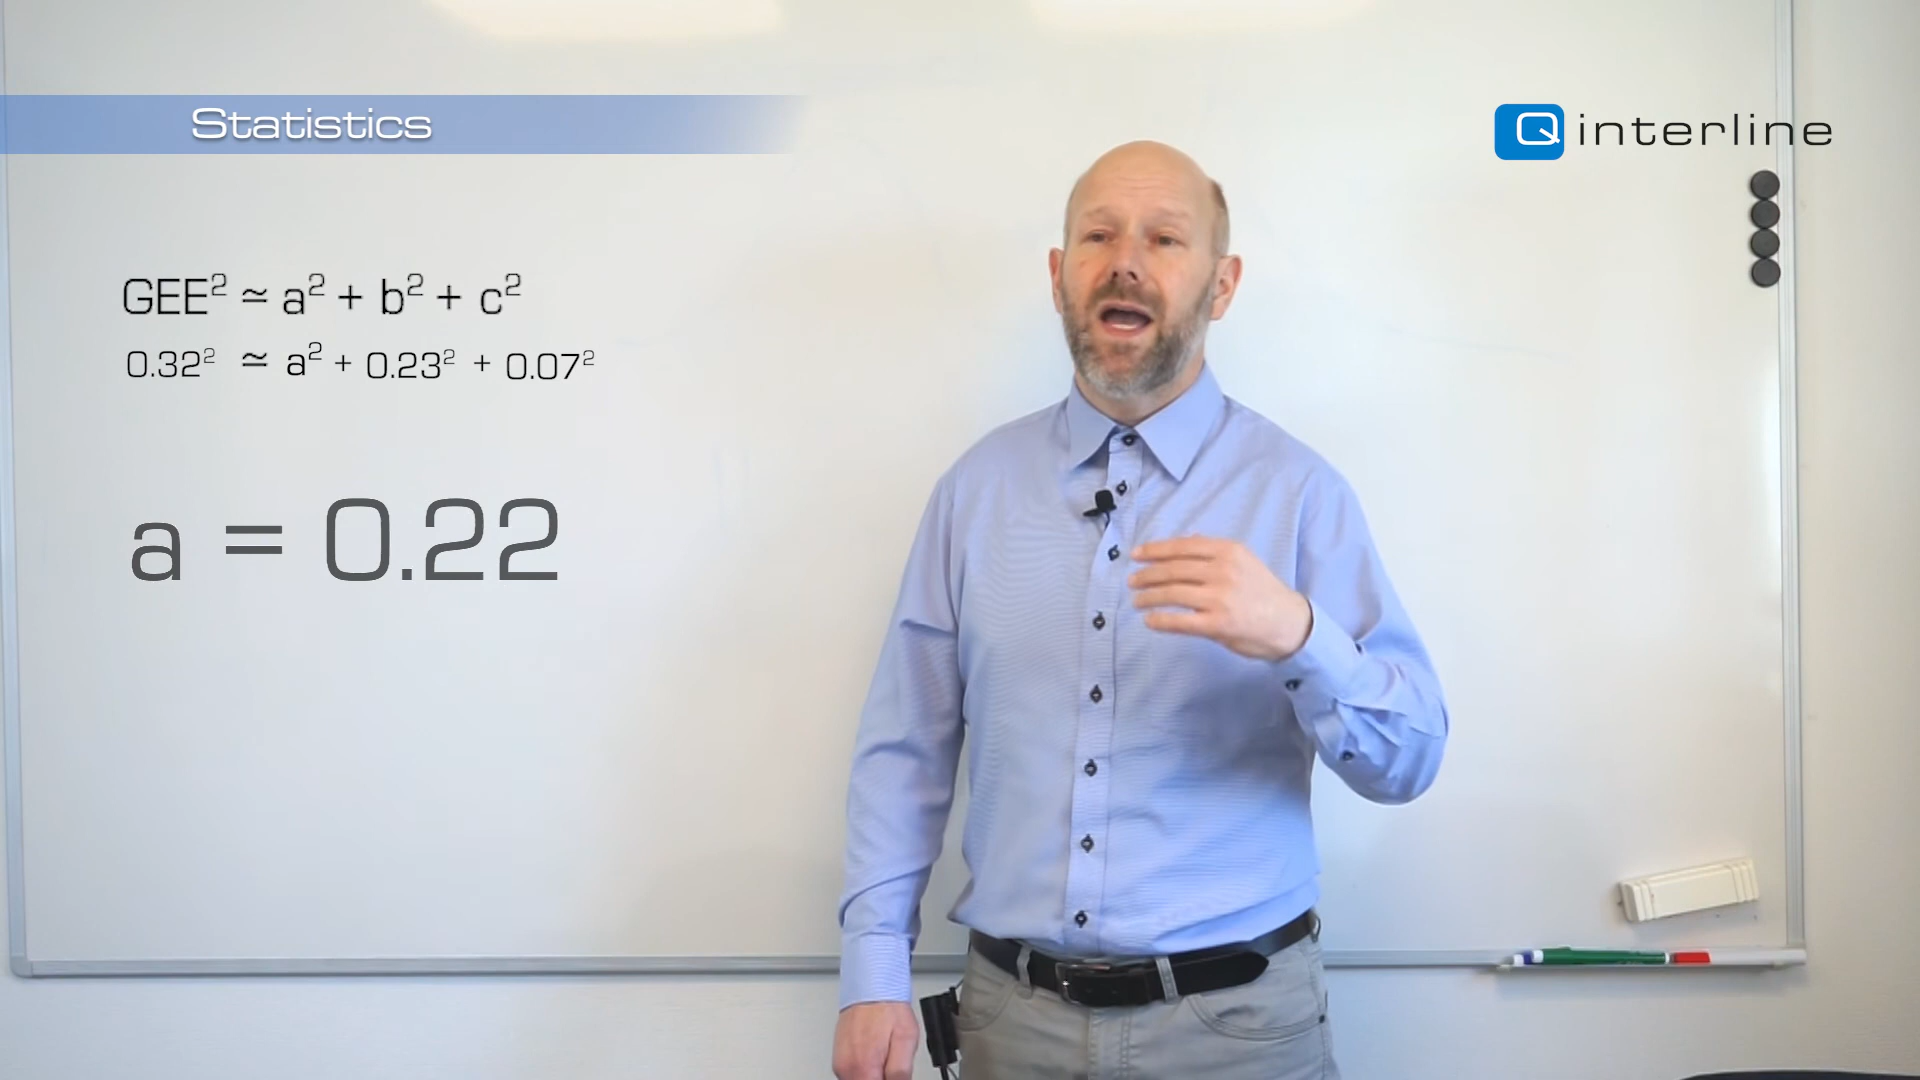 Statistics
Q interline
GEE² ≃ a² + b² + c²
0.32² ≃ a² + 0.23² + 0.07²
a = 0.22